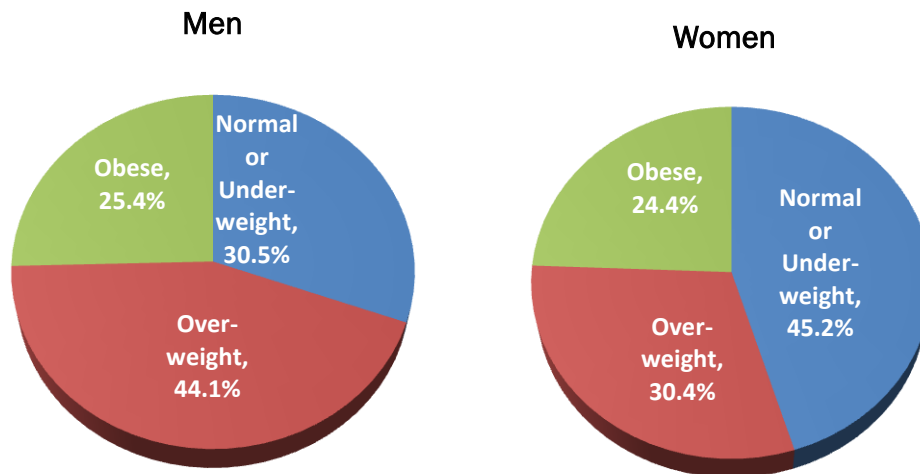 Men
Normal
or
Under-
weight,
30.5%
Obese,
25.4%
Over-
weight,
44.1%
Women
Normal
or
Under-
weight,
45.2%
Obese,
24.4%
Over-
weight,
30.4%